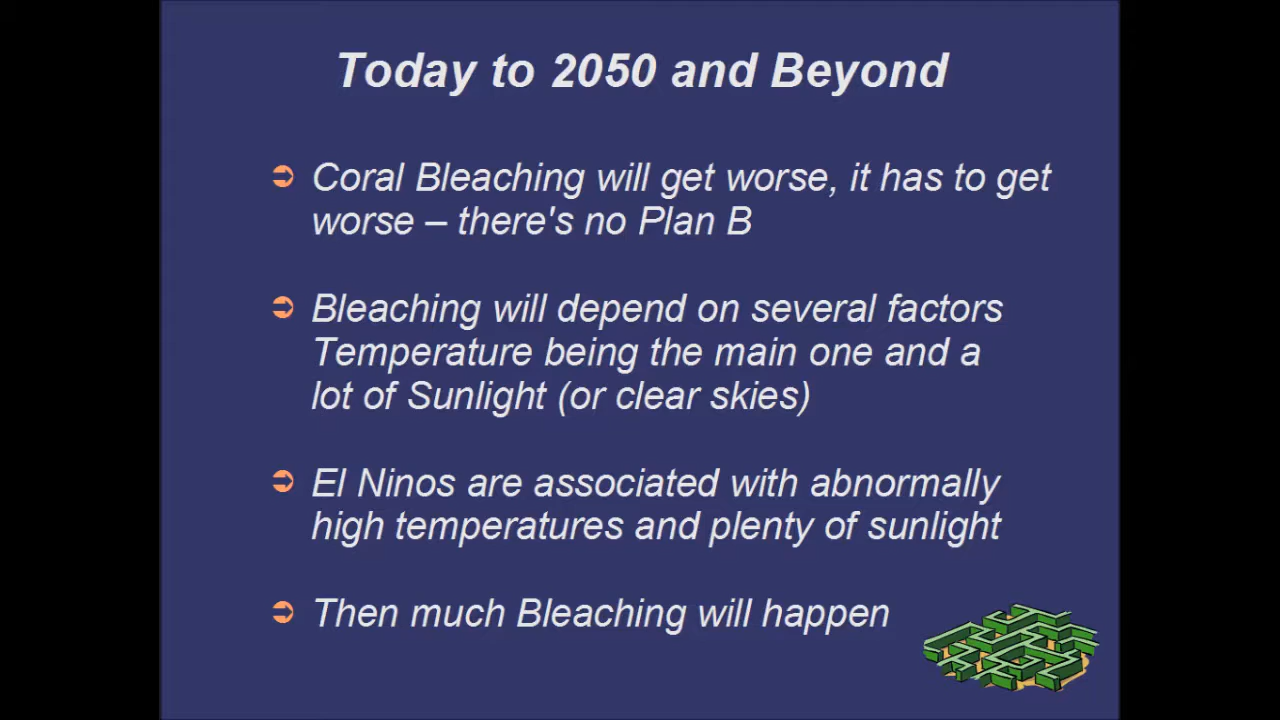 Today to 2050 and Beyond
Coral Bleaching will get worse, it has to get
worse – there's no Plan B
Bleaching will depend on several factors
Temperature being the main one and a
lot of Sunlight (or clear skies)
El Ninos are associated with abnormally
high temperatures and plenty of sunlight
Then much Bleaching will happen